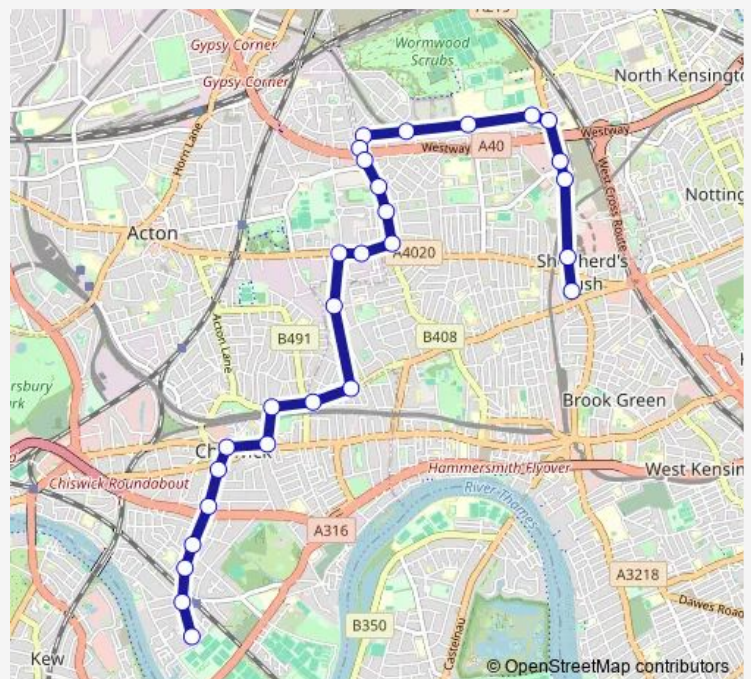 Gypsy Corner
Wormwood
Scrubs
Gypsy Corner
North Kensingt
Horn Lane
Westway
Westway
A40
West Cross Route
Notting
Acton
A4020
Shepherd's
Bush
Acton Lane
B491
B408
Brook Green
Chiswick
Hammersmith Flyover
West Kensin
Chiswick Roundabout
River Thames
A316
A3218
Dawes Road
B350
Castelnau
Kew
© OpenStreetMap contributors